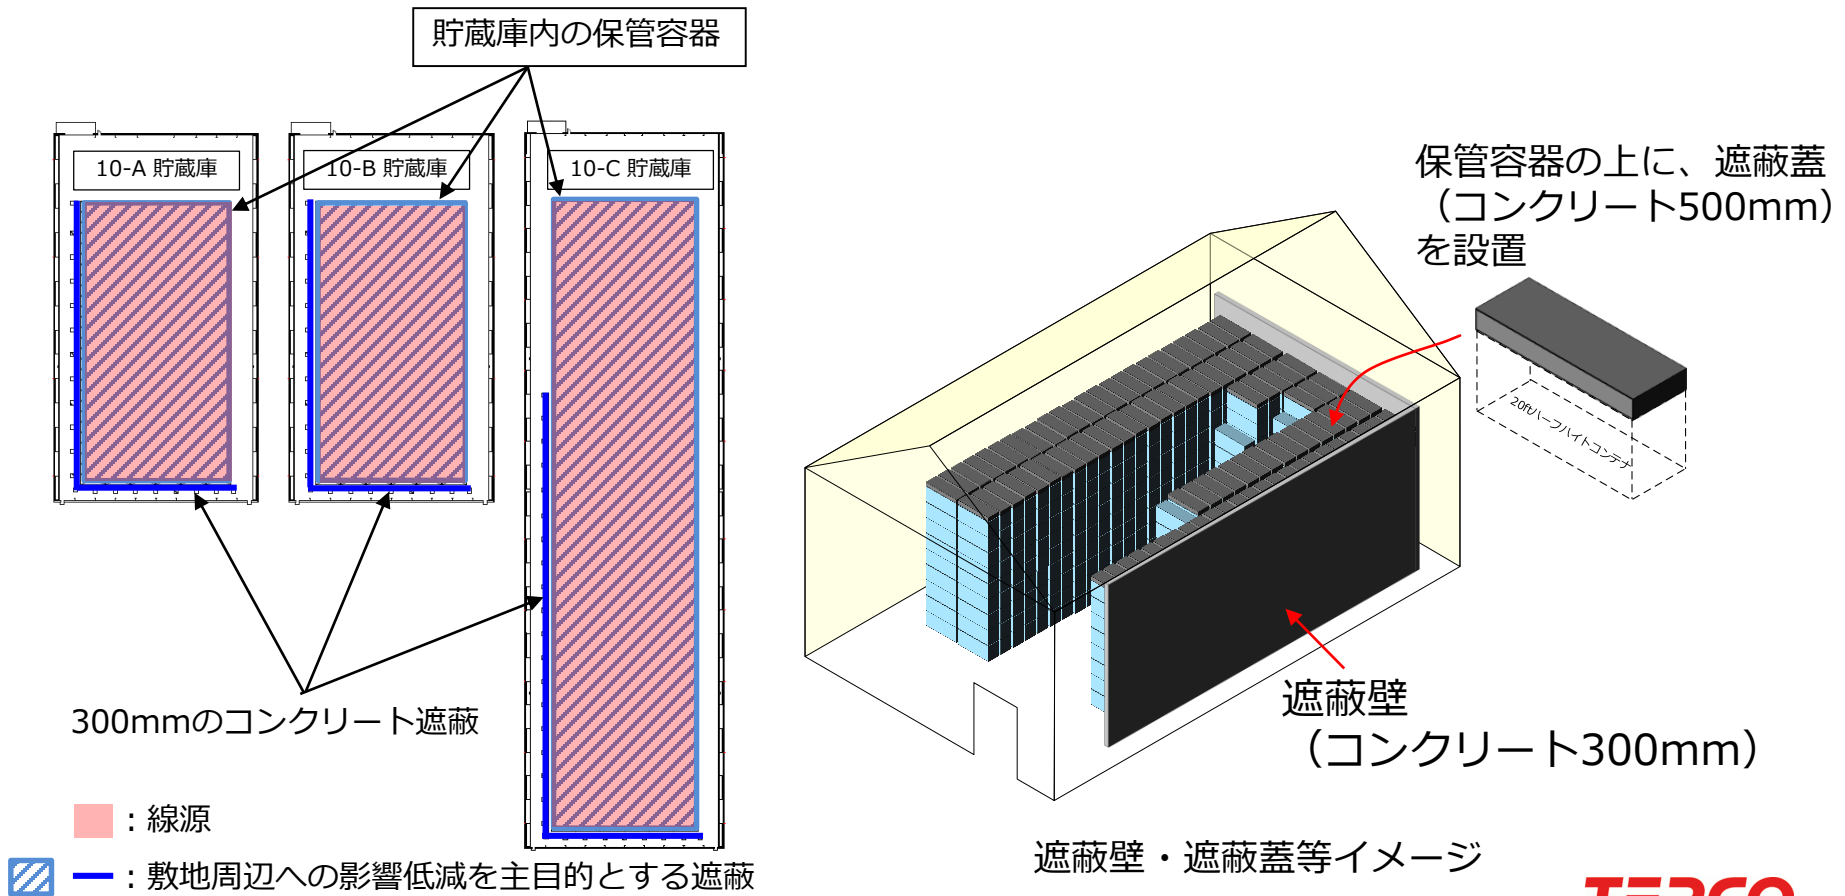 貯蔵庫内の保管容器
10-A 貯蔵庫
10-B 貯蔵庫
10-C 貯蔵庫
300mmのコンクリート遮蔽
：線源
：敷地周辺への影響低減を主目的とする遮蔽
保管容器の上に、遮蔽蓋
（コンクリート500mm）
を設置
20ftハーフハイトコンテナ
遮蔽壁
（コンクリート300mm）
遮蔽壁・遮蔽蓋等イメージ
TEPCO